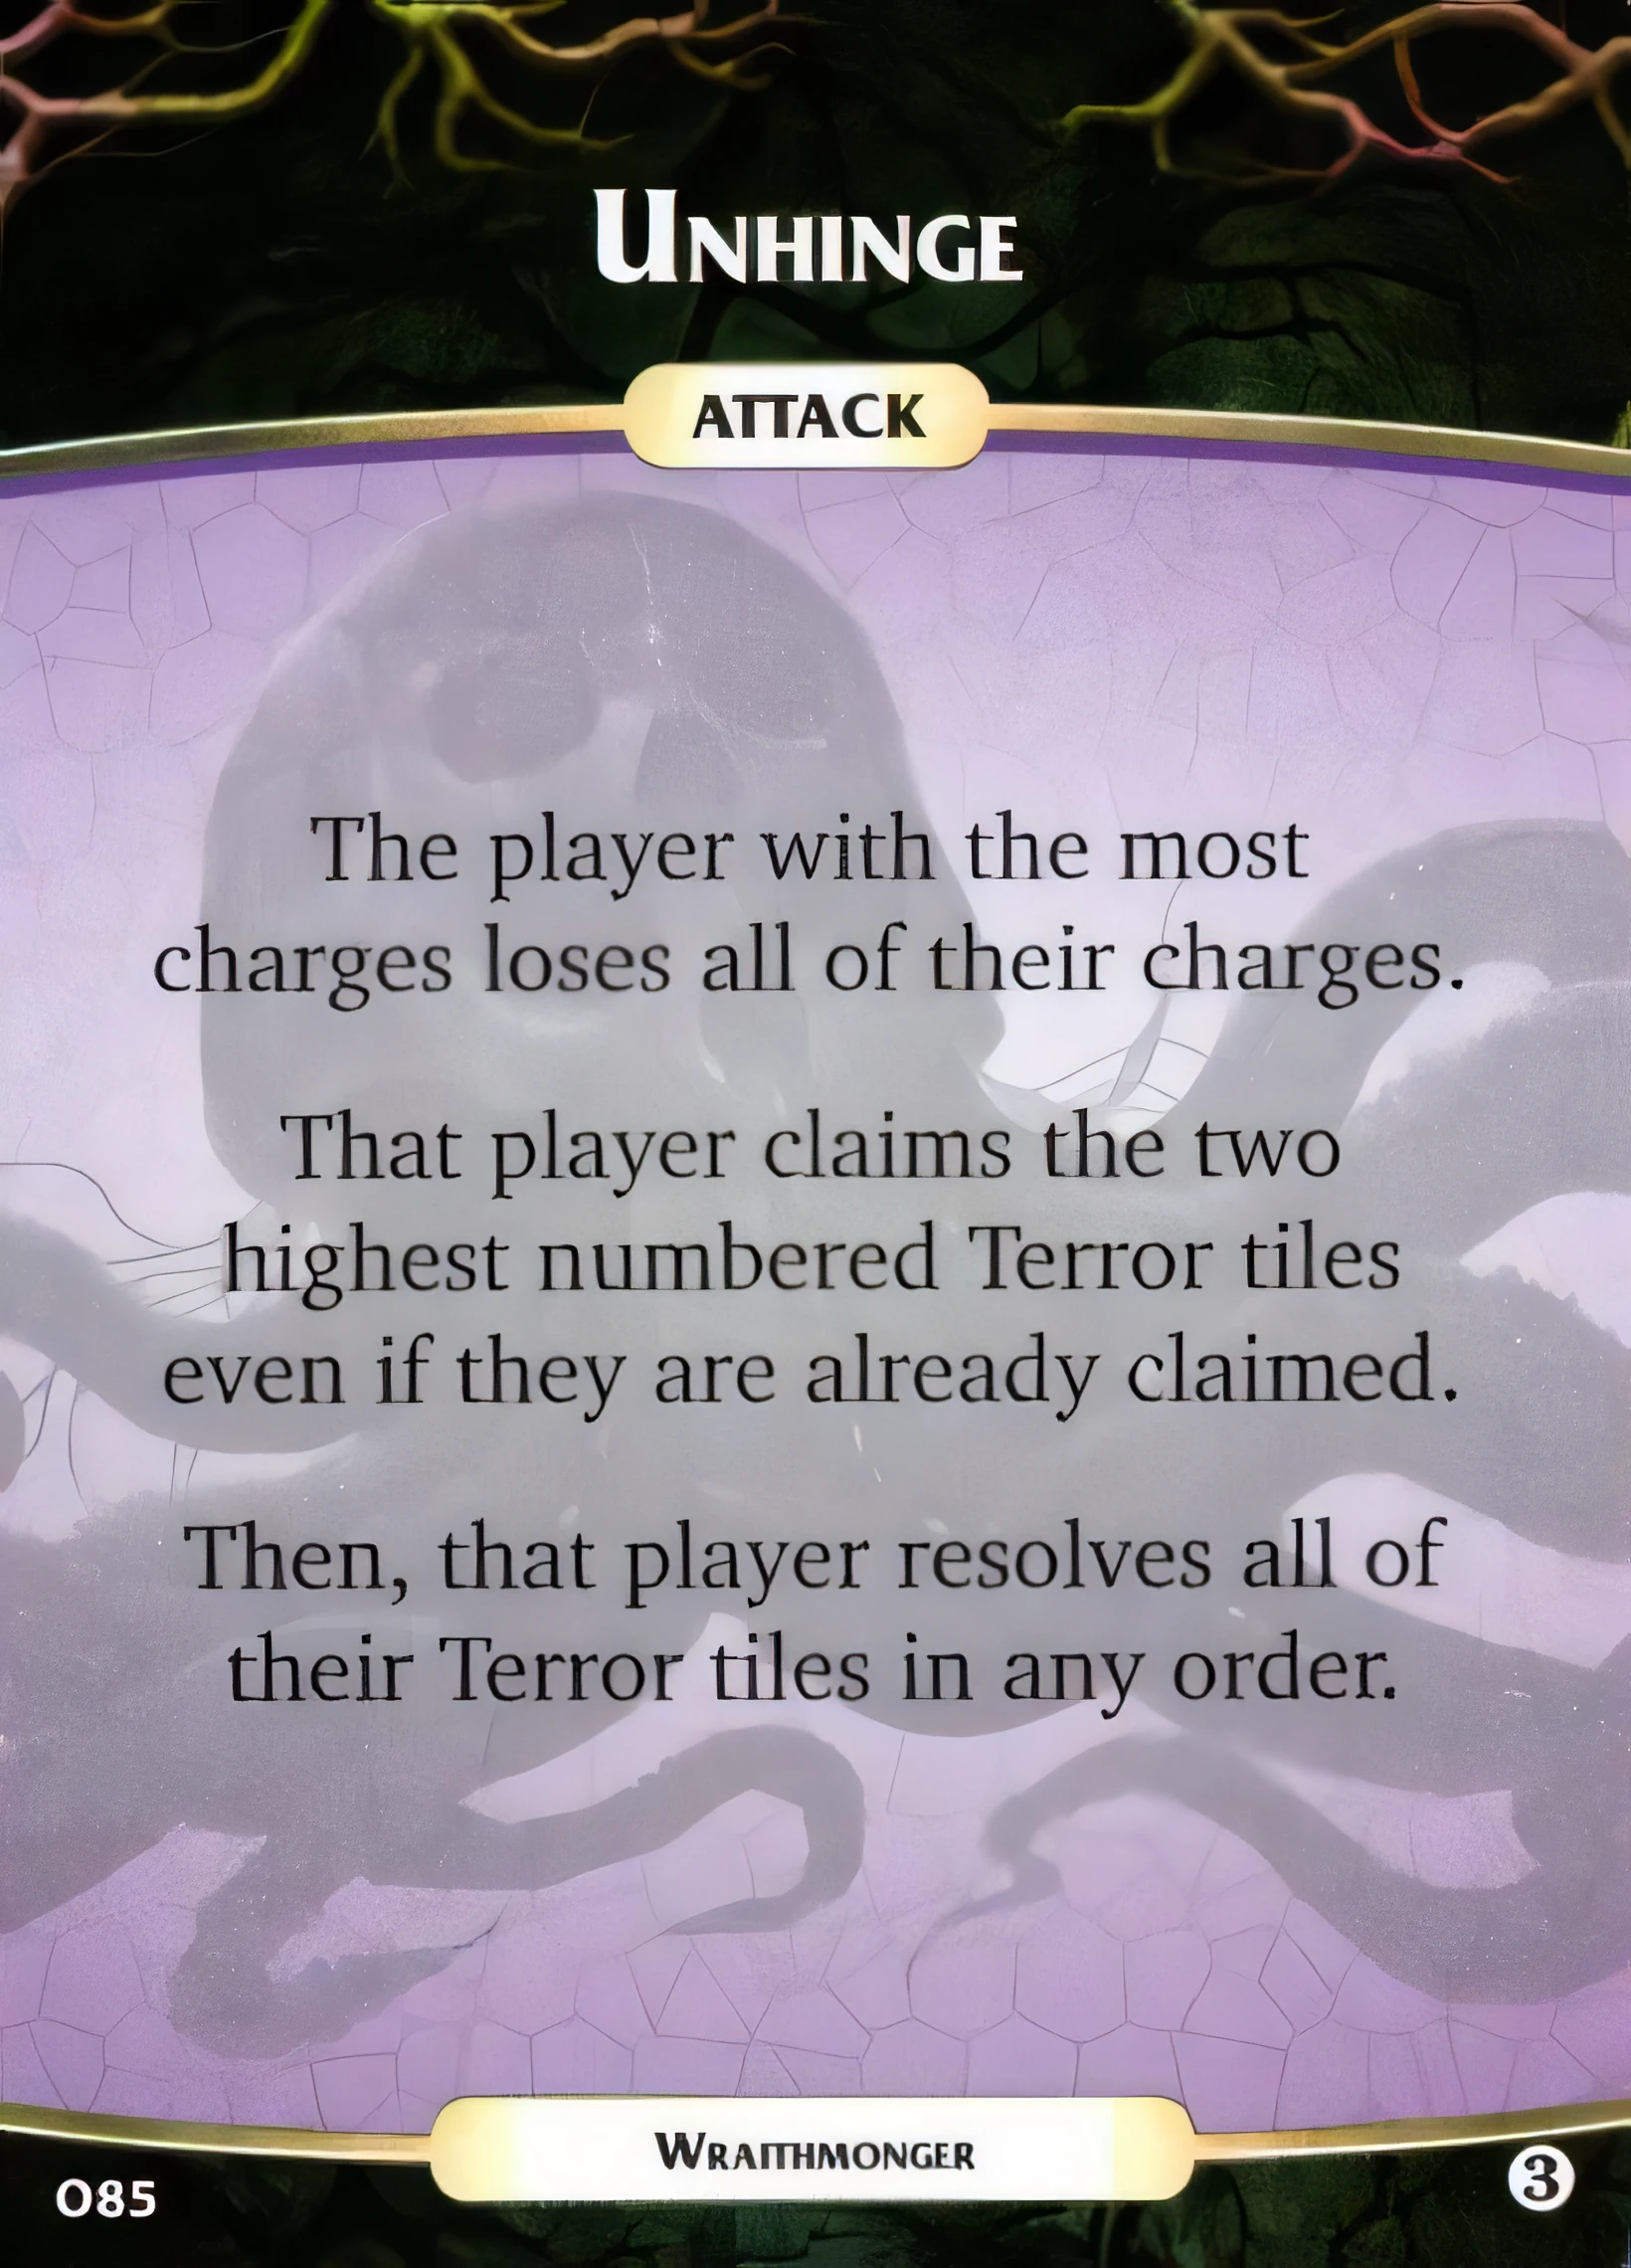 UNHINGE
ATTACK
The player with the most
charges loses all of their charges.
That player claims the two
highest numbered Terror tiles
even if they are already claimed.
Then, that player resolves all of
their Terror tiles in any order.
WRAITHMONGER
085
3